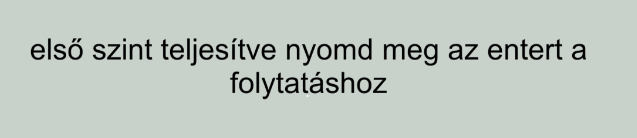 első szint teljesítve nyomd meg az entert a
folytatáshoz